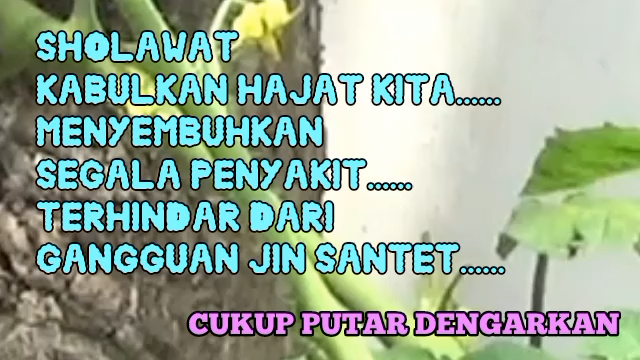 SHOLAWAT
KABULKAN HAJAT KITA......
MENYEMBUHKAN
SEGALA PENYAKIT......
TERHINDAR DARI
GANGGUAN JIN SANTET......
CUKUP PUTAR DENGARKAN